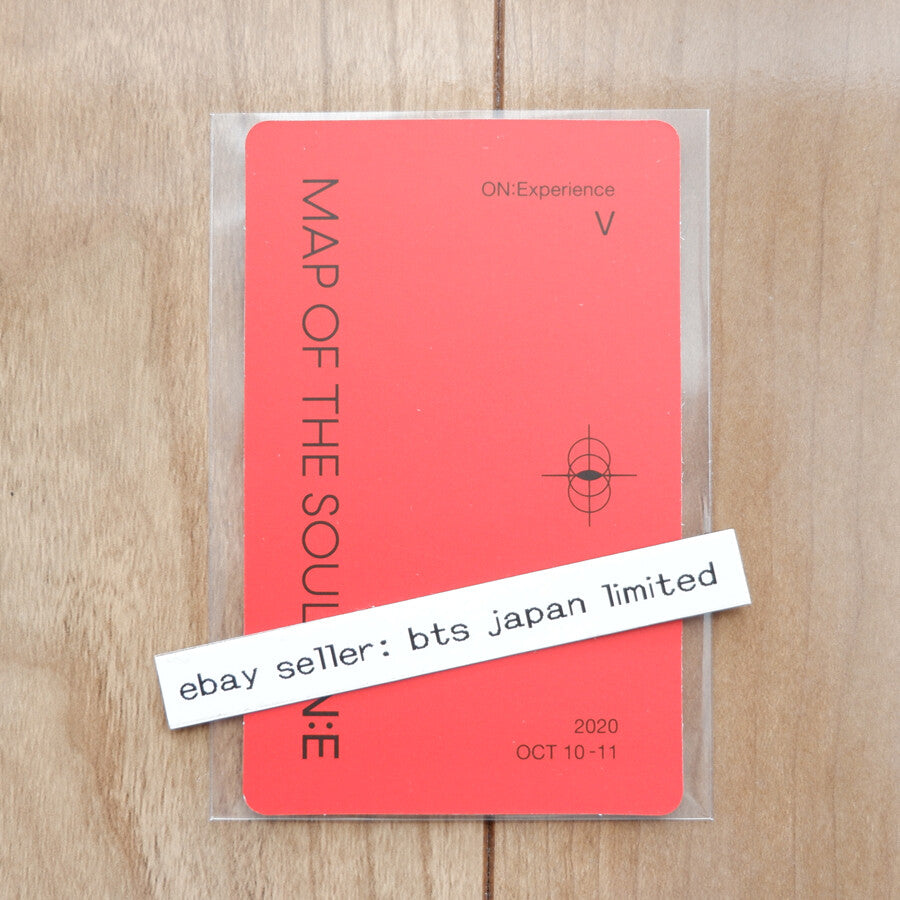 ON:Experience
V
MAP OF THE SOUL
N:E
ebay seller: bts japan limited
2020
OCT 10-11